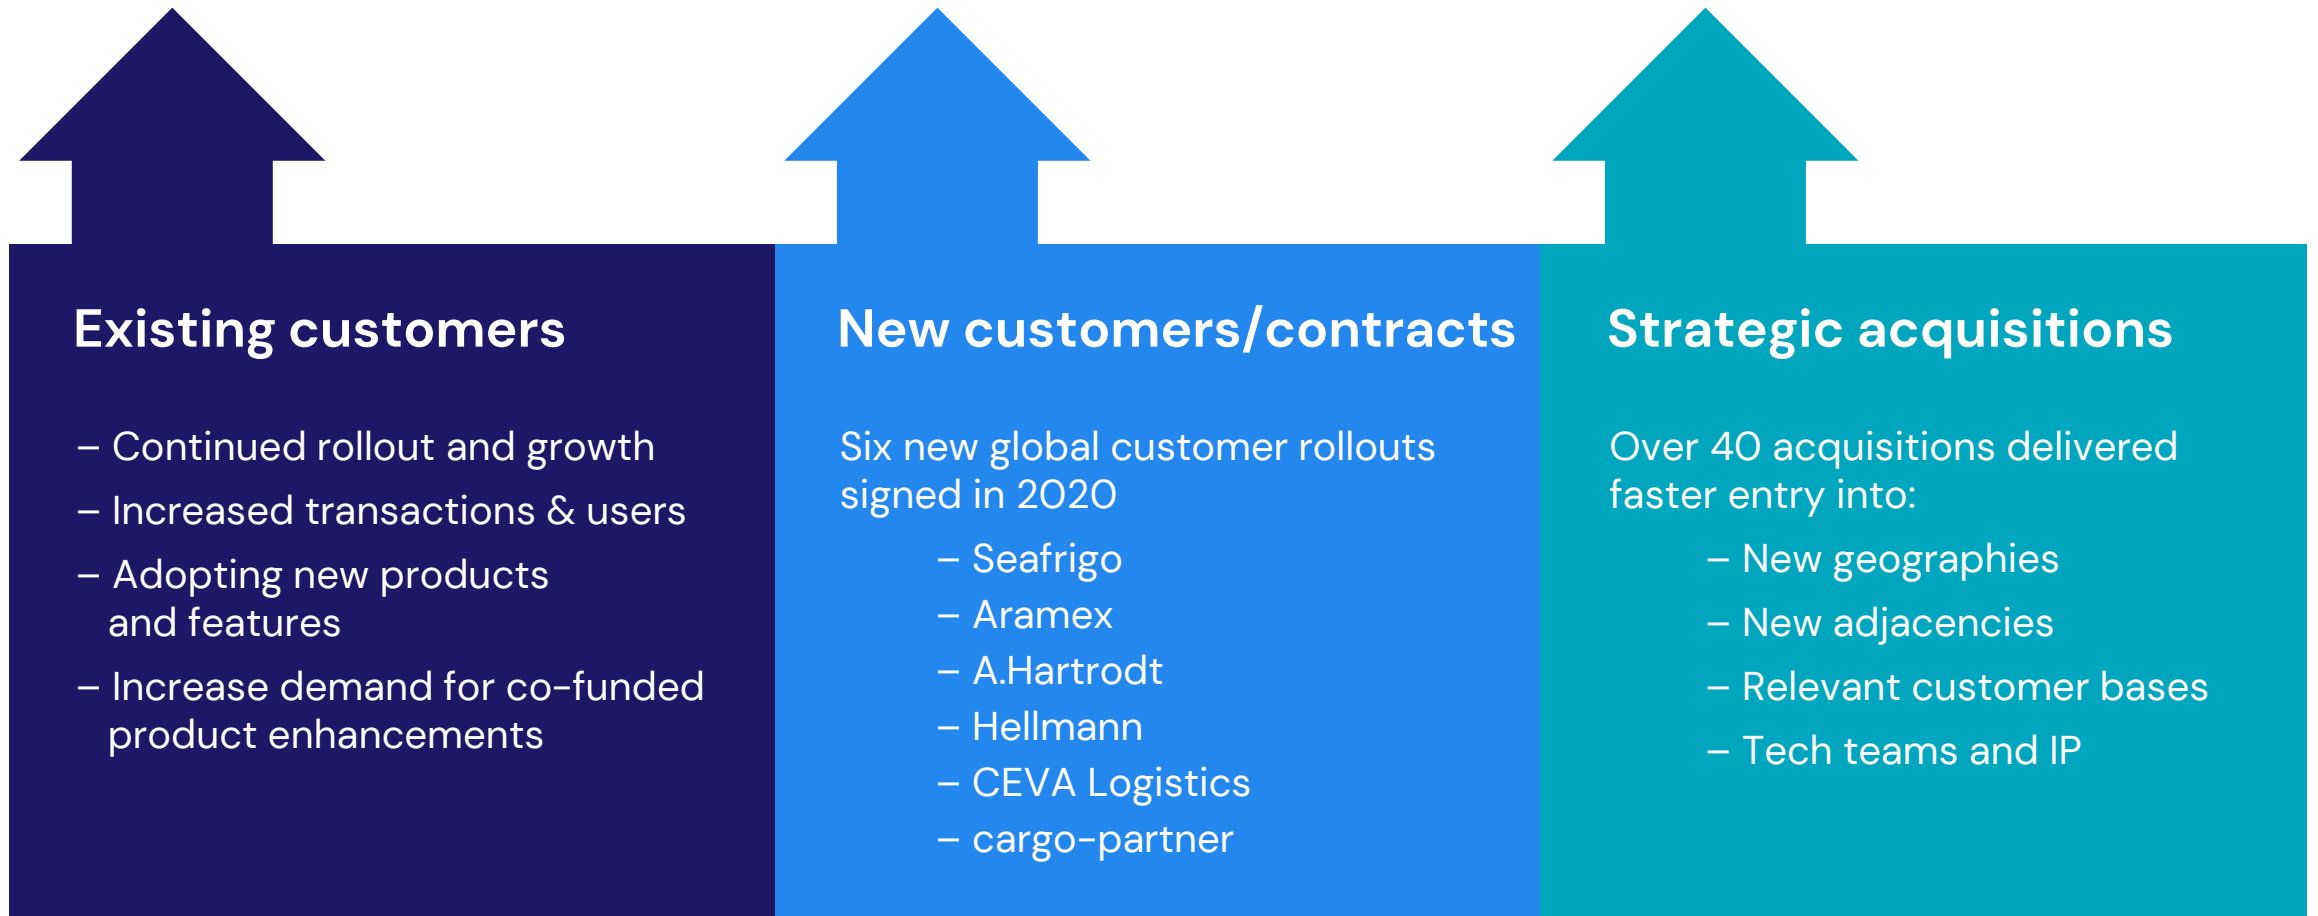 Existing customers
– Continued rollout and growth
– Increased transactions & users
– Adopting new products
and features
– Increase demand for co-funded
product enhancements
New customers/contracts
Six new global customer rollouts
signed in 2020
– Seafrigo
– Aramex
– A.Hartrodt
– Hellmann
– CEVA Logistics
– cargo-partner
Strategic acquisitions
Over 40 acquisitions delivered
faster entry into:
– New geographies
– New adjacencies
– Relevant customer bases
– Tech teams and IP